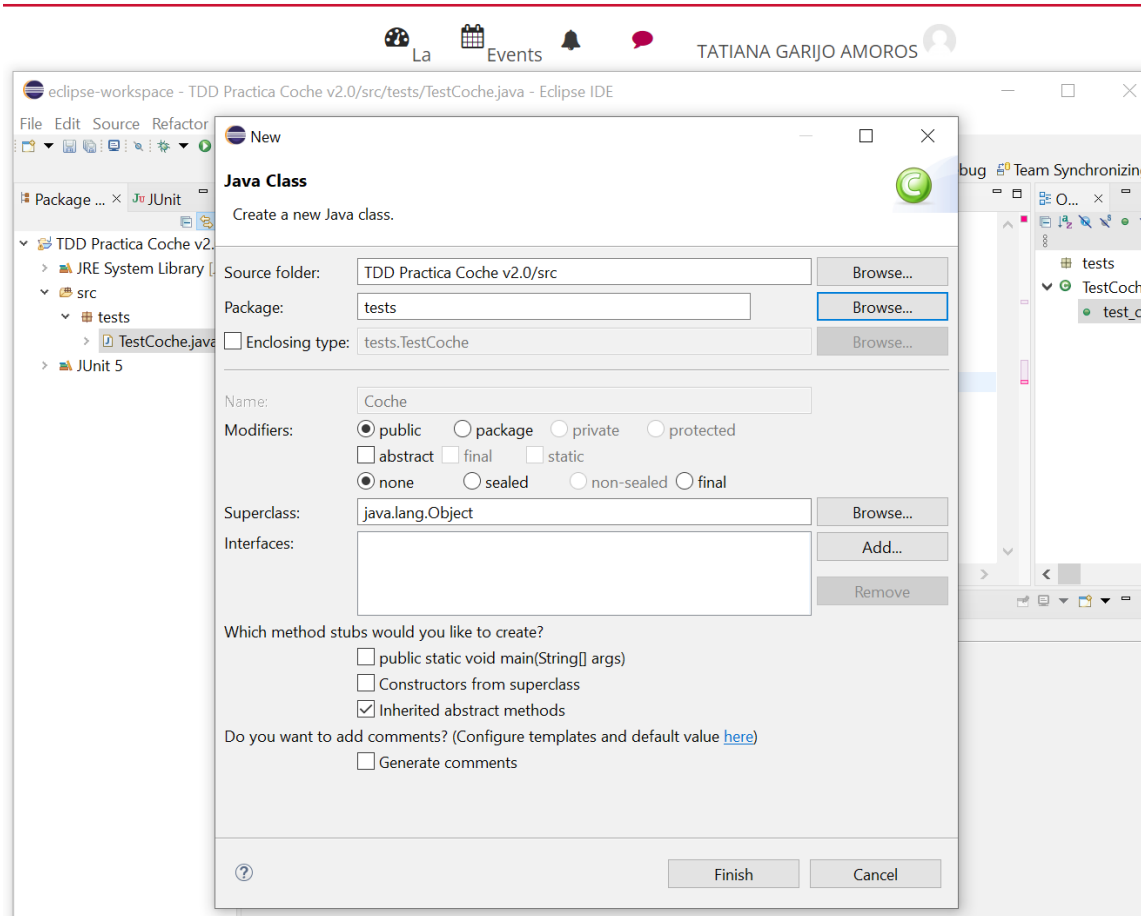 La
Events
TATIANA GARIJO AMOROS
eclipse-workspace - TDD Practica Coche v2.0/src/tests/TestCoche.java - Eclipse IDE
File Edit Source Refactor
New
bug
Team Synchronizing
Package ...
JUnit
O...
Java Class
Create a new Java class.
TDD Practica Coche v2.
JRE System Library [
src
tests
TestCoche.java
JUnit 5
Source folder:
TDD Practica Coche v2.0/src
Browse...
Package:
tests
Browse...
Enclosing type:
tests.TestCoche
Browse...
Name:
Coche
Modifiers:
public
package
private
protected
abstract
final
static
none
sealed
non-sealed
final
Superclass:
java.lang.Object
Browse...
Interfaces:
Add...
Remove
Which method stubs would you like to create?
public static void main(String[] args)
Constructors from superclass
Inherited abstract methods
Do you want to add comments? (Configure templates and default value here)
Generate comments
Finish
Cancel
tests
TestCoch
test_c